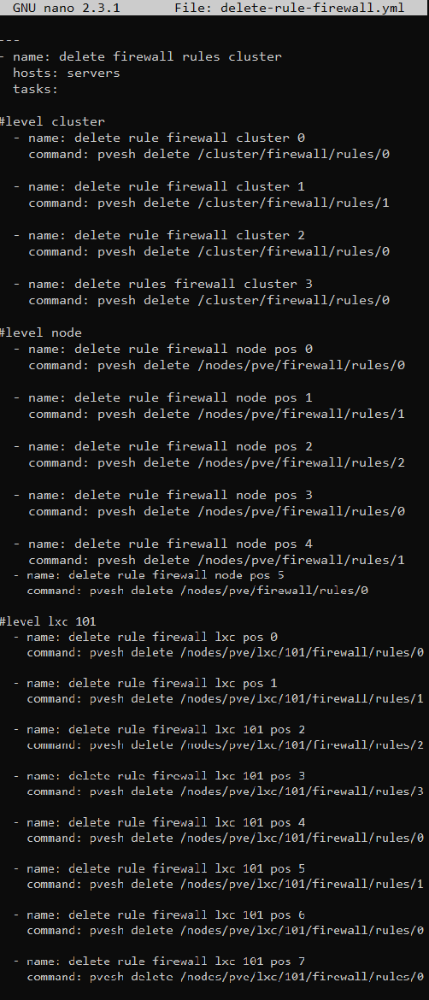 GNU nano 2.3.1 File: delete-rule-firewall.yml
---
- name: delete firewall rules cluster
hosts: servers
tasks:
#level cluster
- name: delete rule firewall cluster 0
command: pvesh delete /cluster/firewall/rules/0
- name: delete rule firewall cluster 1
command: pvesh delete /cluster/firewall/rules/1
- name: delete rule firewall cluster 2
command: pvesh delete /cluster/firewall/rules/0
- name: delete rules firewall cluster 3
command: pvesh delete /cluster/firewall/rules/0
#level node
- name: delete rule firewall node pos 0
command: pvesh delete /nodes/pve/firewall/rules/0
- name: delete rule firewall node pos 1
command: pvesh delete /nodes/pve/firewall/rules/1
- name: delete rule firewall node pos 2
command: pvesh delete /nodes/pve/firewall/rules/2
- name: delete rule firewall node pos 3
command: pvesh delete /nodes/pve/firewall/rules/0
- name: delete rule firewall node pos 4
command: pvesh delete /nodes/pve/firewall/rules/1
- name: delete rule firewall node pos 5
command: pvesh delete /nodes/pve/firewall/rules/0
#level lxc 101
- name: delete rule firewall lxc pos 0
command: pvesh delete /nodes/pve/lxc/101/firewall/rules/0
- name: delete rule firewall lxc pos 1
command: pvesh delete /nodes/pve/lxc/101/firewall/rules/1
- name: delete rule firewall lxc 101 pos 2
command: pvesh delete /nodes/pve/lxc/101/firewall/rules/2
- name: delete rule firewall lxc 101 pos 3
command: pvesh delete /nodes/pve/lxc/101/firewall/rules/3
- name: delete rule firewall lxc 101 pos 4
command: pvesh delete /nodes/pve/lxc/101/firewall/rules/0
- name: delete rule firewall lxc 101 pos 5
command: pvesh delete /nodes/pve/lxc/101/firewall/rules/1
- name: delete rule firewall lxc 101 pos 6
command: pvesh delete /nodes/pve/lxc/101/firewall/rules/0
- name: delete rule firewall lxc 101 pos 7
command: pvesh delete /nodes/pve/lxc/101/firewall/rules/0